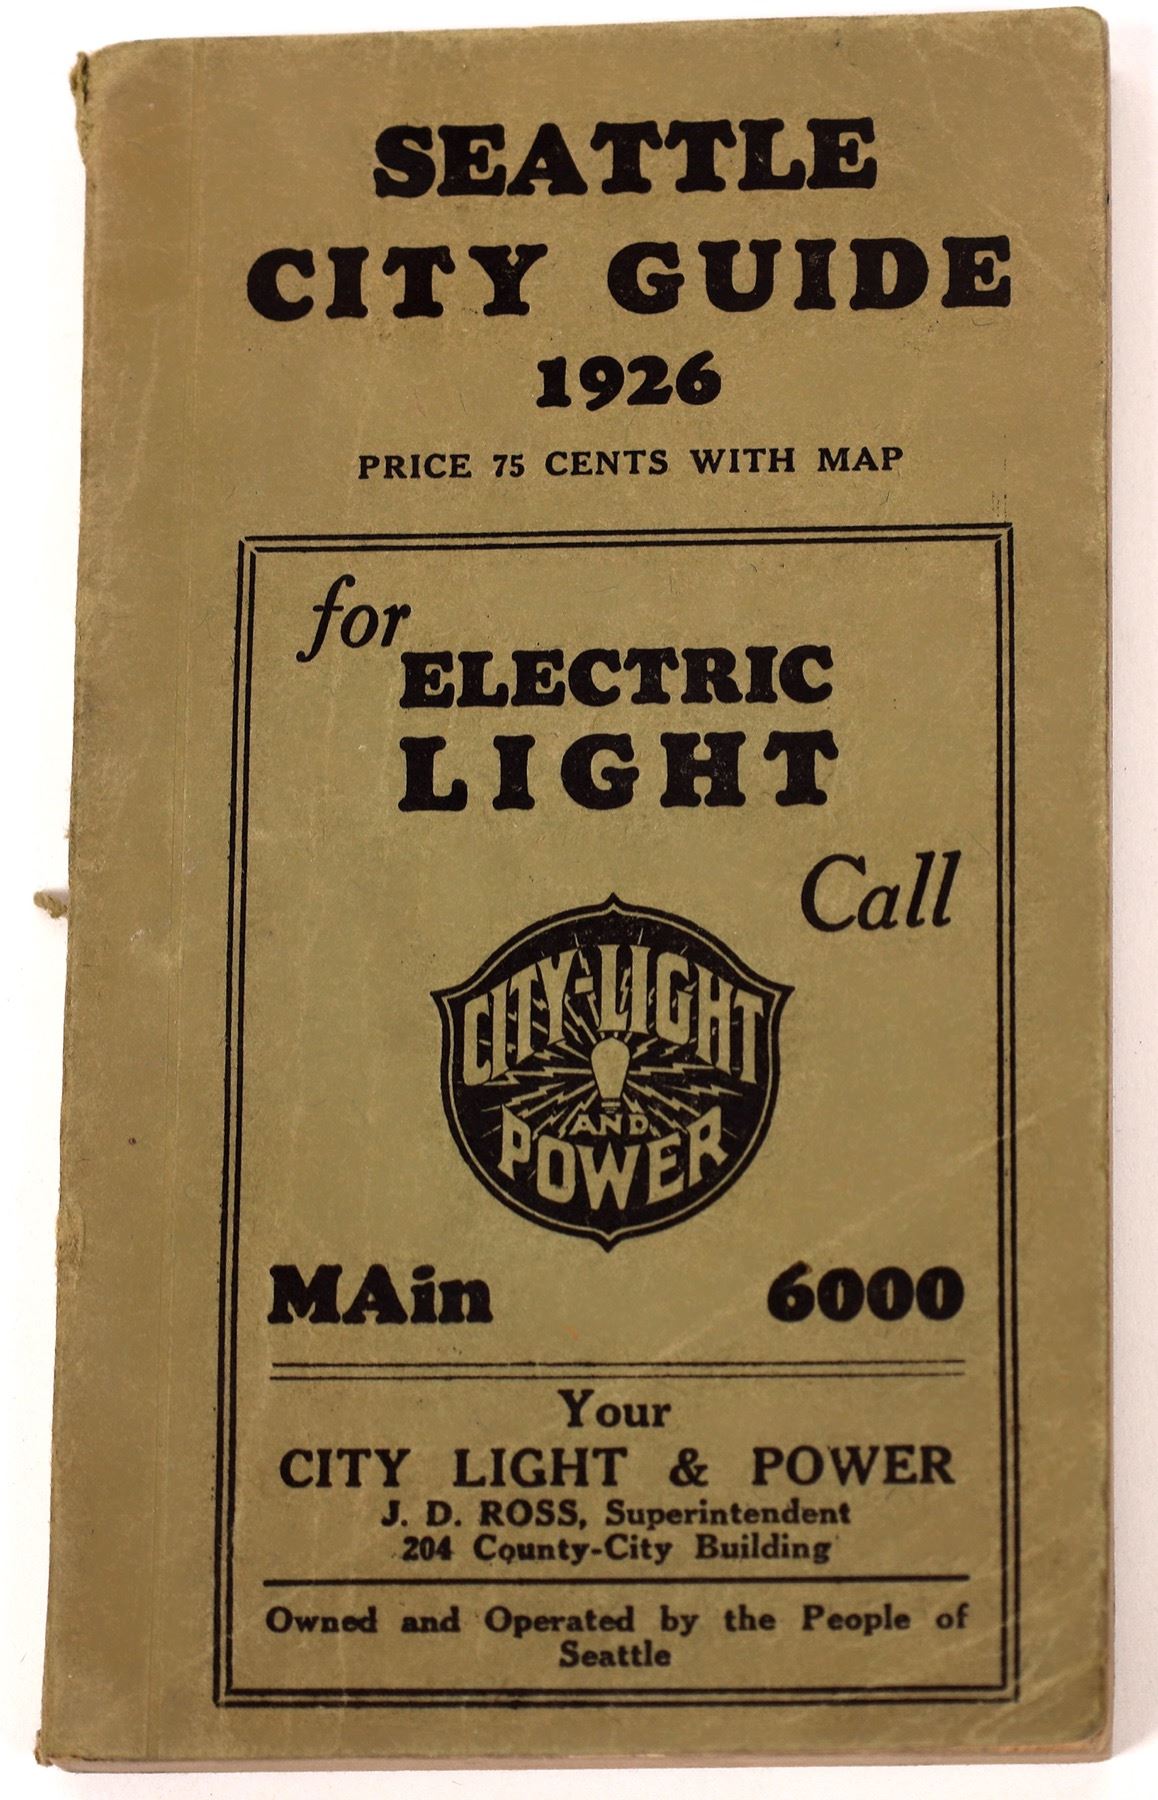 SEATTLE
CITY GUIDE
1926
PRICE 75 CENTS WITH MAP
for
ELECTRIC
LIGHT
Call
CITY-LIGHT
AND
POWER
MAin 6000
Your
CITY LIGHT & POWER
J. D. ROSS, Superintendent
204 County-City Building
Owned and Operated by the People of
Seattle